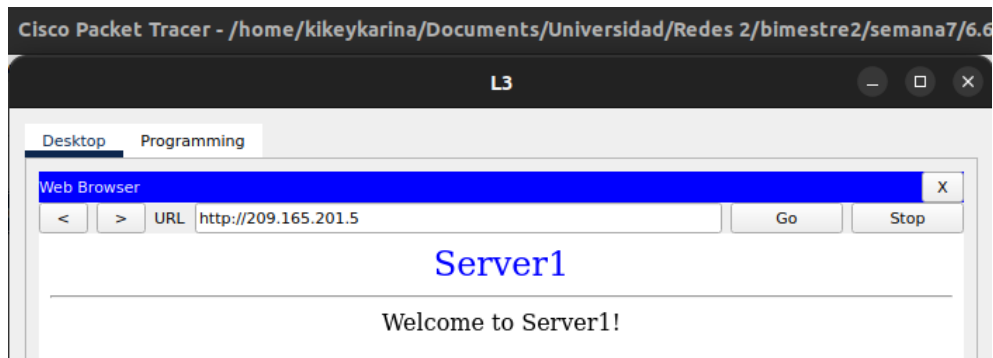 Cisco Packet Tracer - /home/kikeykarina/Documents/Universidad/Redes 2/bimestre2/semana7/6.6
L3
Desktop Programming
Web Browser X
< > URL http://209.165.201.5 Go Stop
Server1
Welcome to Server1!